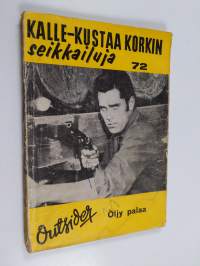 KALLE-KUSTAA KORKIN
seikkailuja
72
Outsider
Öljy palaa